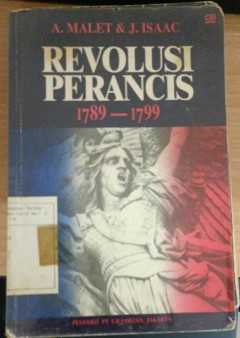 A. MALET & J. ISAAC
REVOLUSI
PERANCIS
1789 — 1799
PENERBIT PT GRAMEDIA, JAKARTA